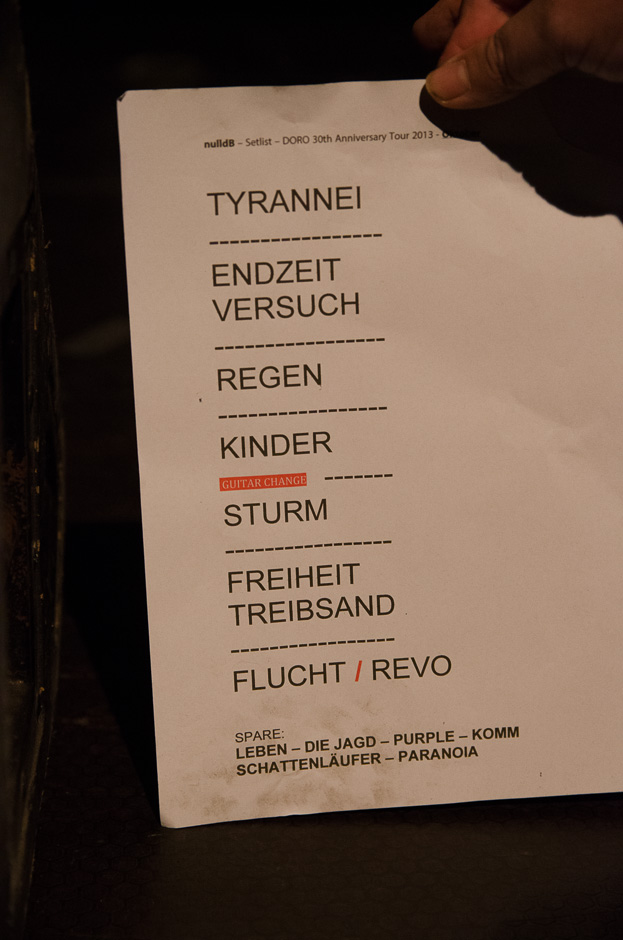 nulldB – Setlist – DORO 30th Anniversary Tour 2013 -
TYRANNEI
-----------------
ENDZEIT
VERSUCH
-----------------
REGEN
-----------------
KINDER
GUITAR CHANGE -------
STURM
-----------------
FREIHEIT
TREIBSAND
-----------------
FLUCHT / REVO
SPARE:
LEBEN – DIE JAGD – PURPLE – KOMM
SCHATTENLÄUFER – PARANOIA